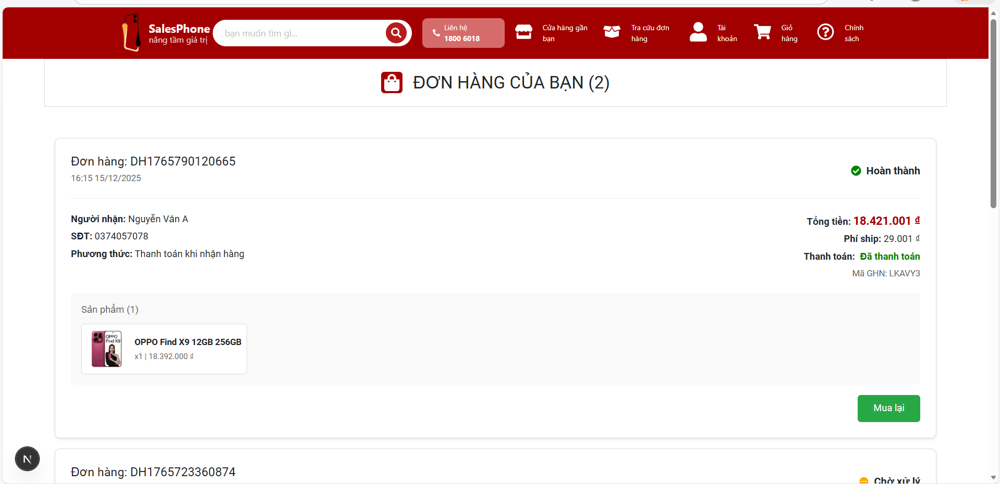 SalesPhone
nâng tầm giá trị
bạn muốn tìm gì...
Liên hệ
1800 6018
Cửa hàng gần
bạn
Tra cứu đơn
hàng
Tài
khoản
Giỏ
hàng
Chính
sách
ĐƠN HÀNG CỦA BẠN (2)
Đơn hàng: DH1765790120665
16:15 15/12/2025
Hoàn thành
Người nhận: Nguyễn Văn A
SĐT: 0374057078
Phương thức: Thanh toán khi nhận hàng
Tổng tiền: 18.421.001 ₫
Phí ship: 29.001 ₫
Thanh toán: Đã thanh toán
Mã GHN: LKAVY3
Sản phẩm (1)
OPPO
Find X9
OPPO Find X9 12GB 256GB
x1 | 18.392.000 ₫
Mua lại
N
Đơn hàng: DH1765723360874
Chờ xử lý